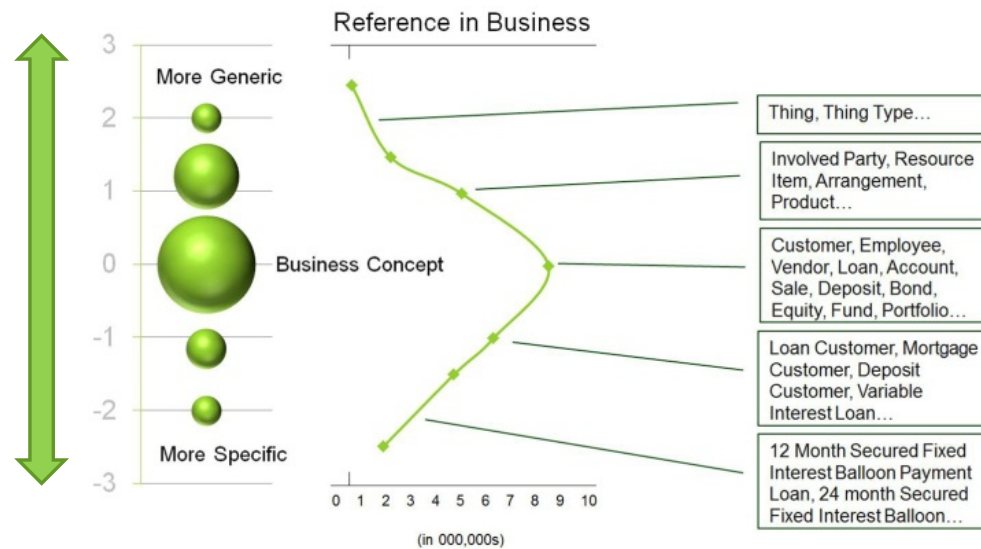 Reference in Business
3
More Generic
2
1
0
Business Concept
-1
-2
More Specific
-3
0 1 2 3 4 5 6 7 8 9 10
(in 000,000s)
Thing, Thing Type...
Involved Party, Resource
Item, Arrangement,
Product...
Customer, Employee,
Vendor, Loan, Account,
Sale, Deposit, Bond,
Equity, Fund, Portfolio...
Loan Customer, Mortgage
Customer, Deposit
Customer, Variable
Interest Loan...
12 Month Secured Fixed
Interest Balloon Payment
Loan, 24 month Secured
Fixed Interest Balloon...